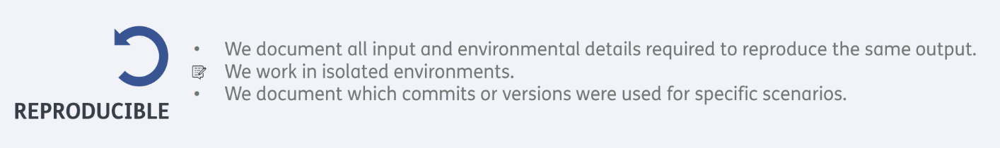 REPRODUCIBLE
• We document all input and environmental details required to reproduce the same output.
We work in isolated environments.
• We document which commits or versions were used for specific scenarios.